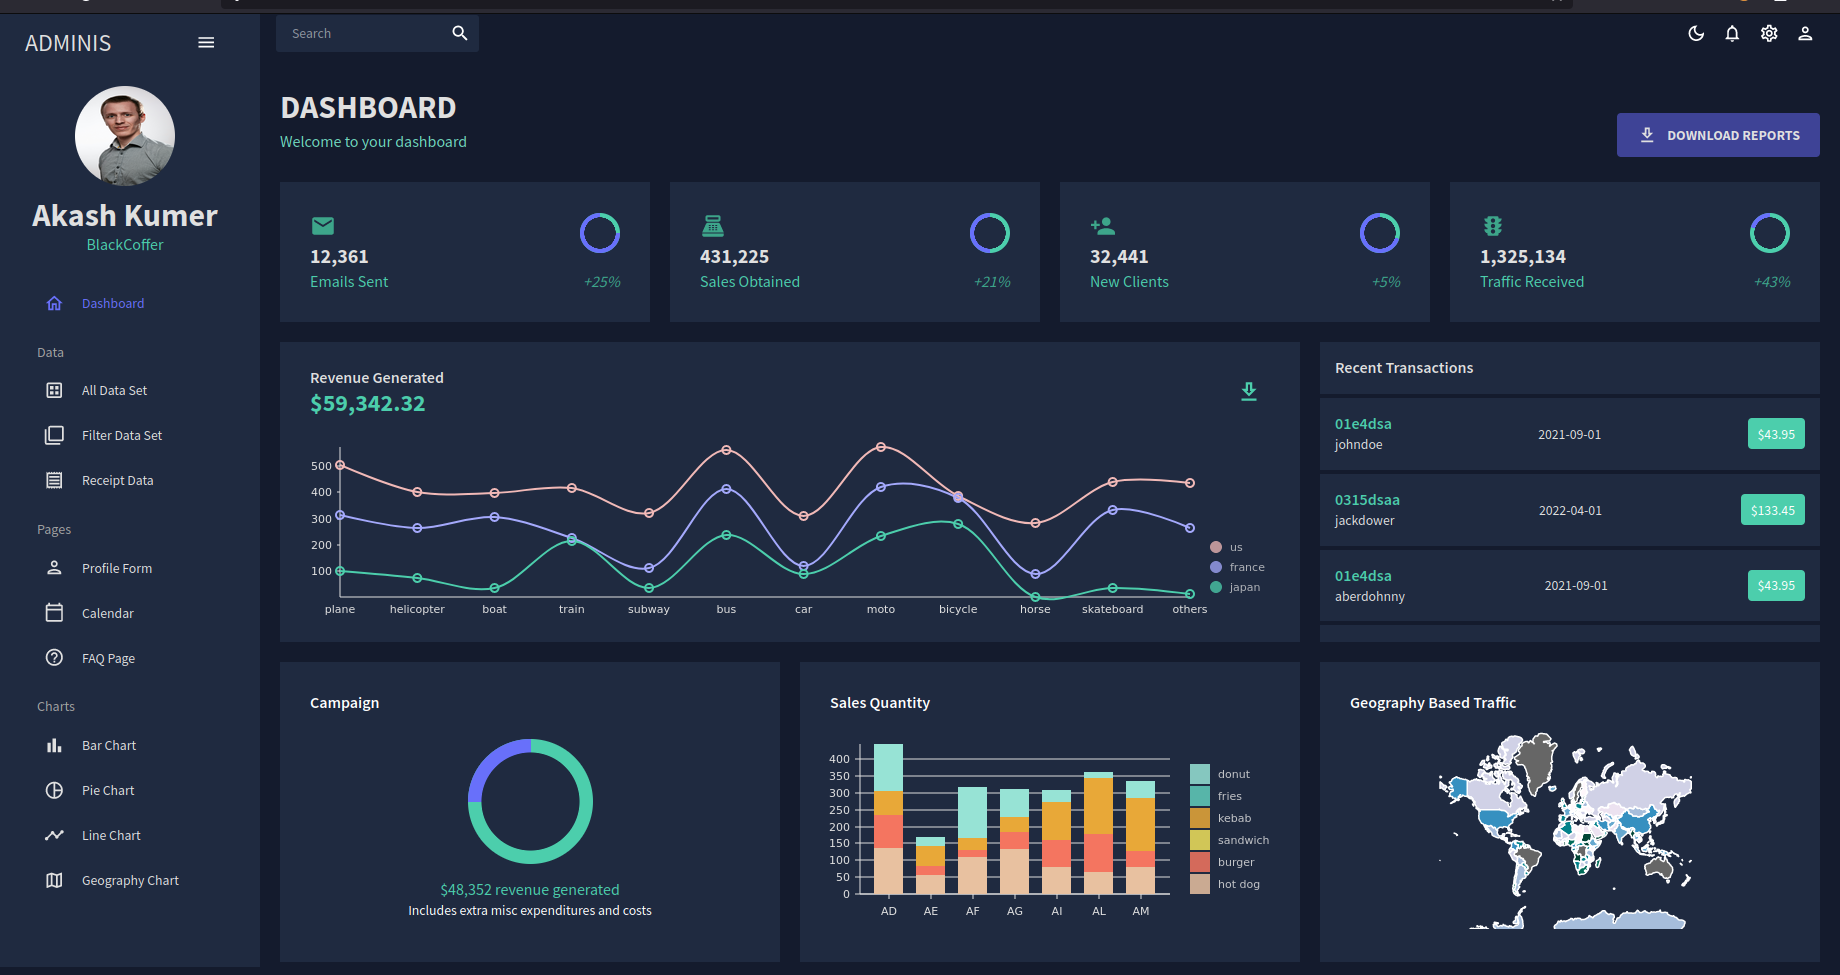 ADMINIS
Search
Akash Kumer
BlackCoffer
Dashboard
Data
All Data Set
Filter Data Set
Receipt Data
Pages
Profile Form
Calendar
FAQ Page
Charts
Bar Chart
Pie Chart
Line Chart
Geography Chart
DASHBOARD
Welcome to your dashboard
DOWNLOAD REPORTS
12,361
Emails Sent
+25%
431,225
Sales Obtained
+21%
32,441
New Clients
+5%
1,325,134
Traffic Received
+43%
Revenue Generated
$59,342.32
500
400
300
200
100
plane helicopter boat train subway bus car moto bicycle horse skateboard others
us
france
japan
Recent Transactions
01e4dsa
johndoe
2021-09-01
$43.95
0315dsaa
jackdower
2022-04-01
$133.45
01e4dsa
aberdohnny
2021-09-01
$43.95
Campaign
$48,352 revenue generated
Includes extra misc expenditures and costs
Sales Quantity
400
350
300
250
200
150
100
50
0
AD AE AF AG AI AL AM
donut
fries
kebab
sandwich
burger
hot dog
Geography Based Traffic